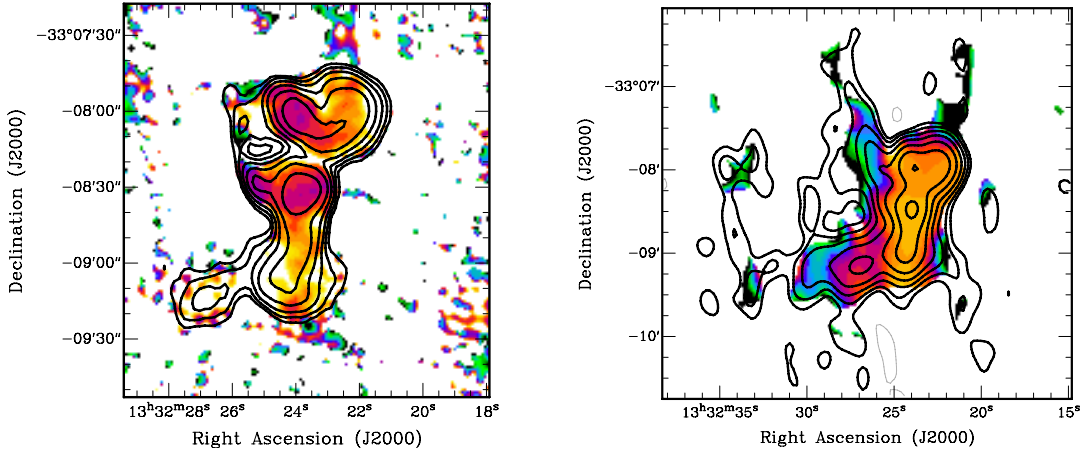 −33°07′30″
−08′00″
−08′30″
−09′00″
−09′30″
Declination (J2000)
13ʰ32ᵐ28ˢ 26ˢ 24ˢ 22ˢ 20ˢ 18ˢ
Right Ascension (J2000)
−33°07′
−08′
−09′
−10′
Declination (J2000)
13ʰ32ᵐ35ˢ 30ˢ 25ˢ 20ˢ 15ˢ
Right Ascension (J2000)